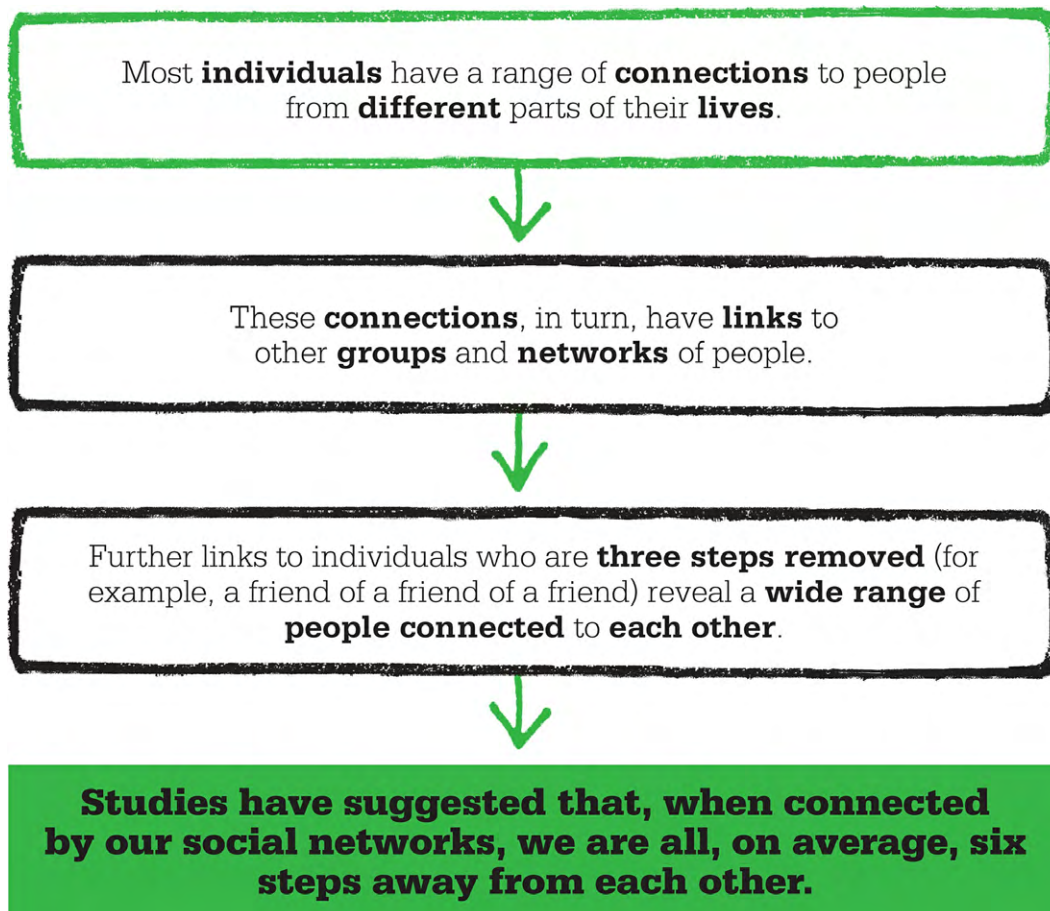 Most individuals have a range of connections to people
from different parts of their lives.
These connections, in turn, have links to
other groups and networks of people.
Further links to individuals who are three steps removed (for
example, a friend of a friend of a friend) reveal a wide range of
people connected to each other.
Studies have suggested that, when connected
by our social networks, we are all, on average, six
steps away from each other.